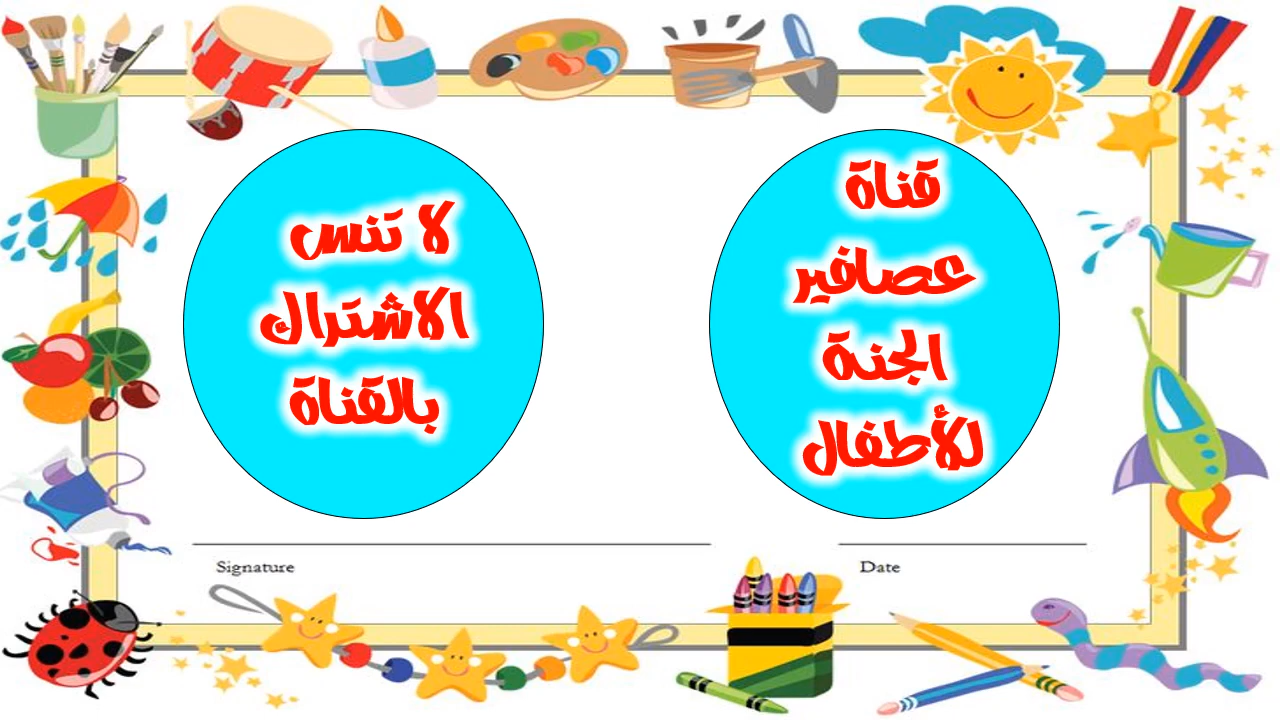 قناة
عصافير
الجنة
للأطفال
لا تنس
الاشتراك
بالقناة
Signature
Date